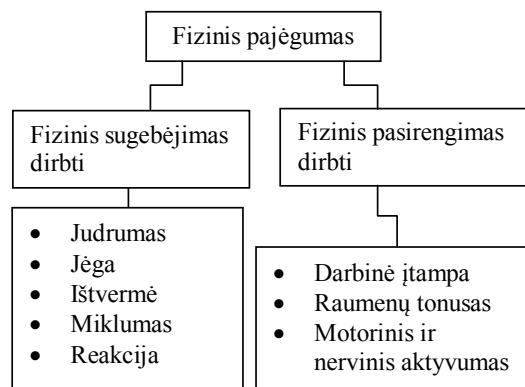 Fizinis pajėgumas
Fizinis sugebėjimas
dirbti
Fizinis pasirengimas
dirbti
• Judrumas
• Jėga
• Ištvermė
• Miklumas
• Reakcija
• Darbinė įtampa
• Raumenų tonusas
• Motorinis ir
nervinis aktyvumas